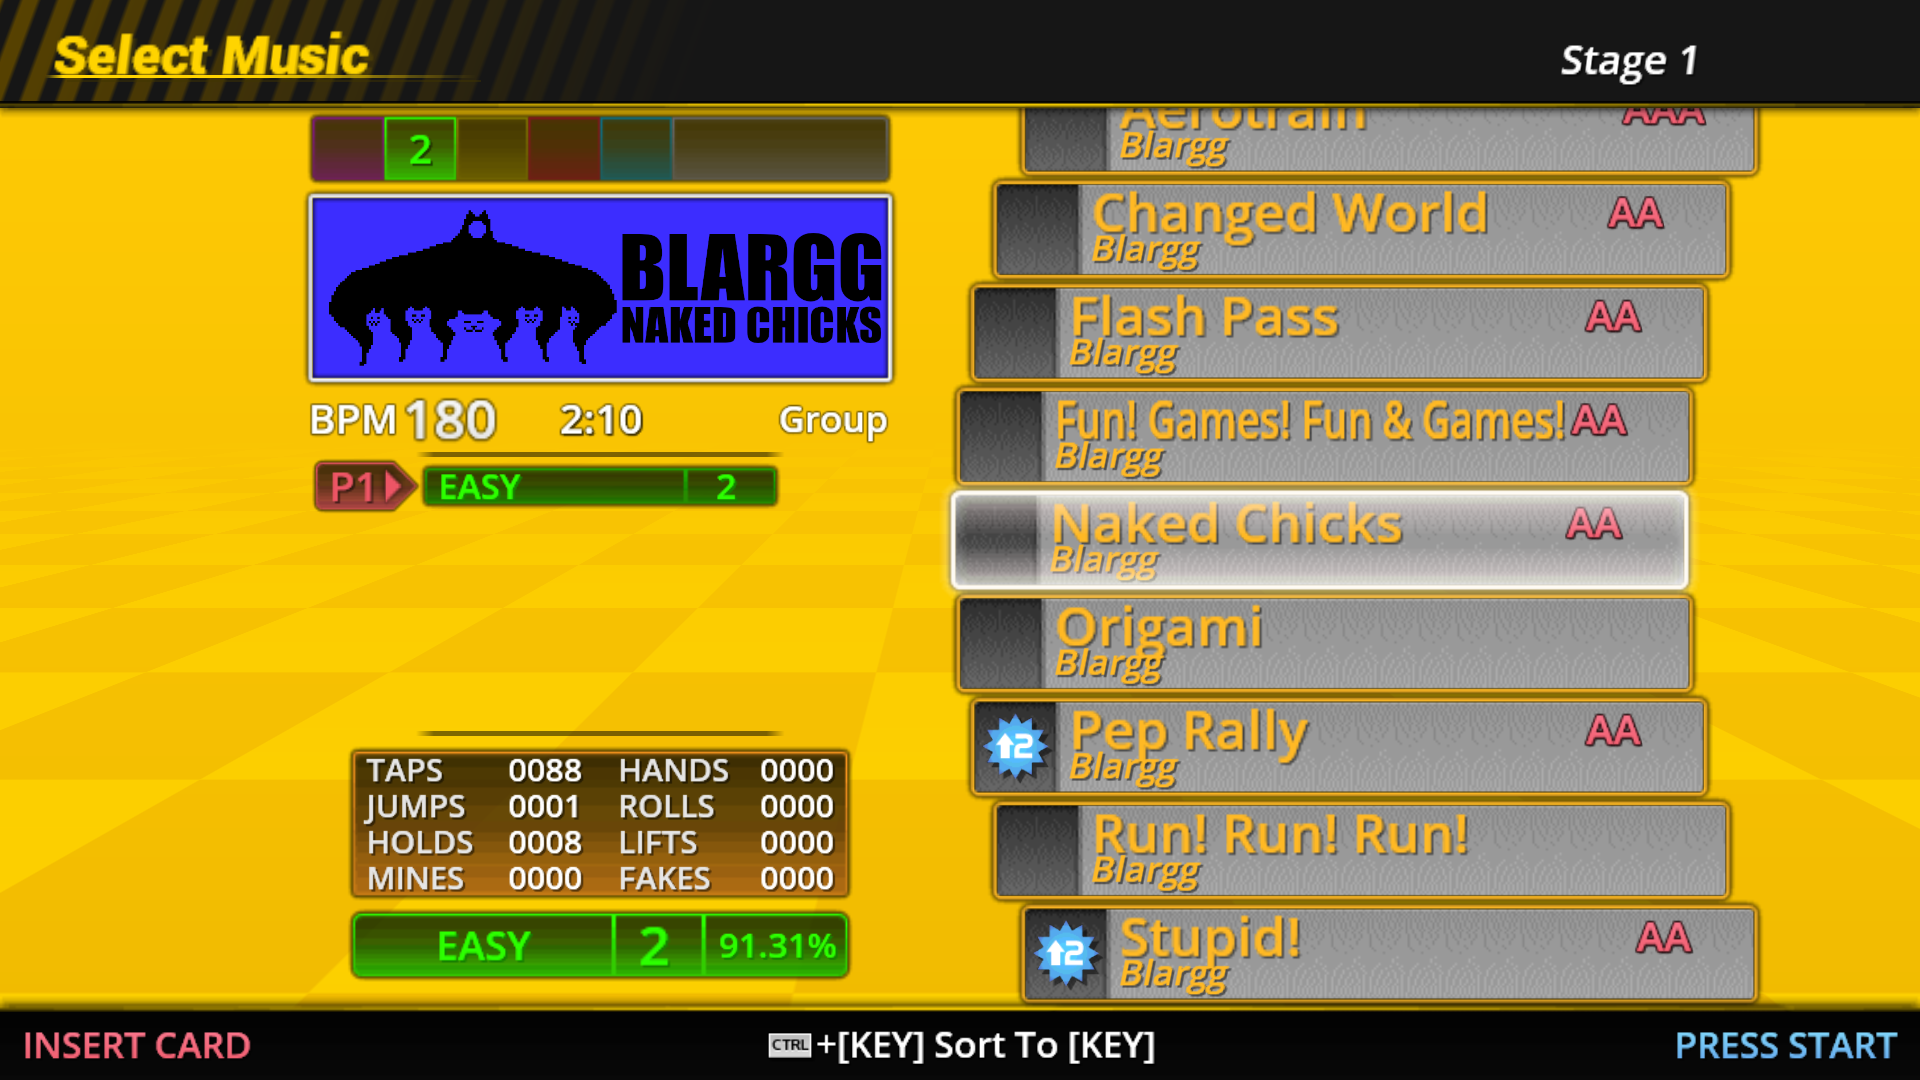 Select Music
Stage 1
2
BLARGG
NAKED CHICKS
BPM 180 2:10 Group
P1 EASY 2
TAPS 0088 HANDS 0000
JUMPS 0001 ROLLS 0000
HOLDS 0008 LIFTS 0000
MINES 0000 FAKES 0000
EASY 2 91.31%
Aerotrain AAA
Blargg
Changed World AA
Blargg
Flash Pass AA
Blargg
Fun! Games! Fun & Games! AA
Blargg
Naked Chicks AA
Blargg
Origami
Blargg
2 Pep Rally AA
Blargg
Run! Run! Run!
Blargg
2 Stupid! AA
Blargg
INSERT CARD
CTRL +[KEY] Sort To [KEY]
PRESS START